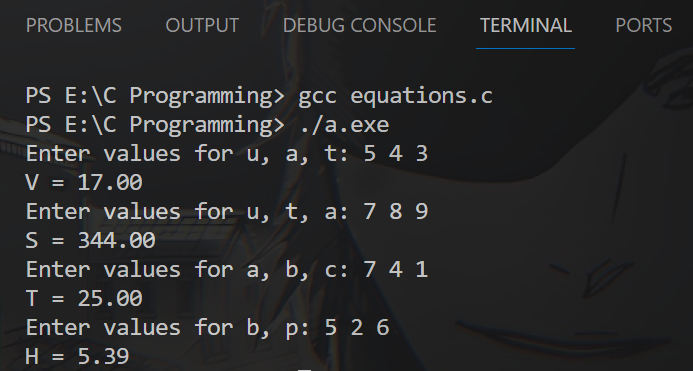 PROBLEMS OUTPUT DEBUG CONSOLE TERMINAL PORTS
PS E:\C Programming> gcc equations.c
PS E:\C Programming> ./a.exe
Enter values for u, a, t: 5 4 3
V = 17.00
Enter values for u, t, a: 7 8 9
S = 344.00
Enter values for a, b, c: 7 4 1
T = 25.00
Enter values for b, p: 5 2 6
H = 5.39